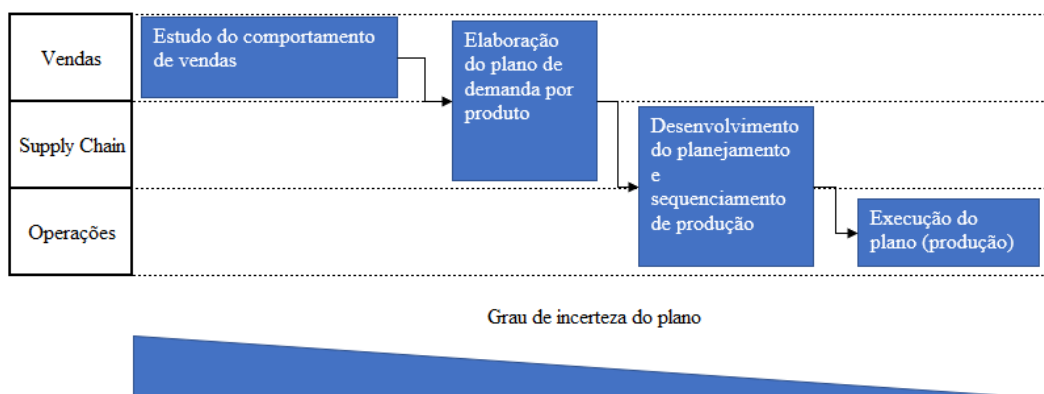 Vendas
Estudo do comportamento
de vendas
Elaboração
do plano de
demanda por
produto
Supply Chain
Desenvolvimento
do planejamento
e
sequenciamento
de produção
Operações
Execução do
plano (produção)
Grau de incerteza do plano